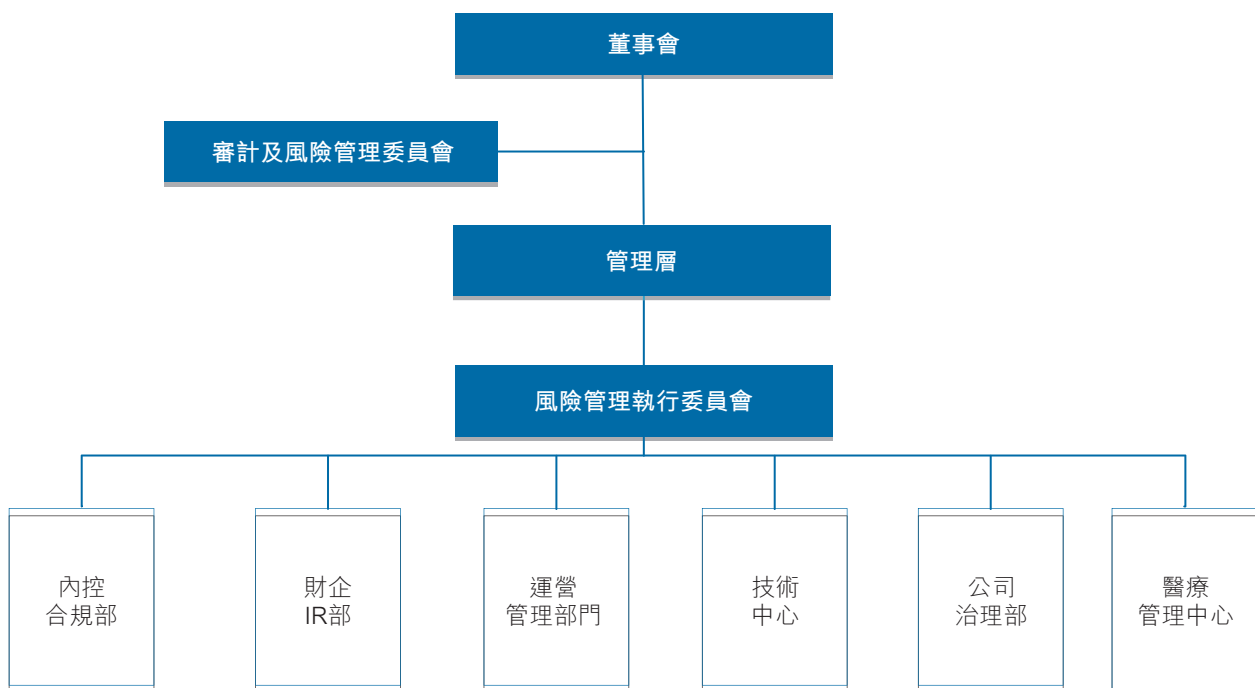 董事會
審計及風險管理委員會
管理層
風險管理執行委員會
內控
合規部
財企
IR部
運營
管理部門
技術
中心
公司
治理部
醫療
管理中心